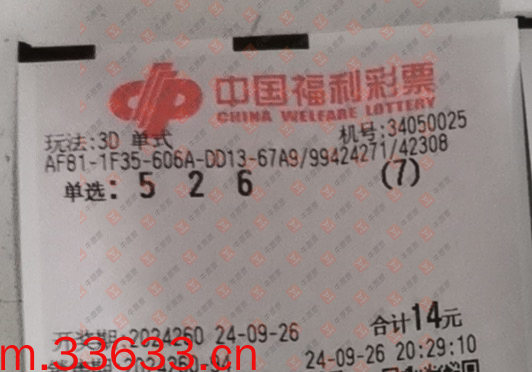 中国福利彩票
CHINA WELFARE LOTTERY
玩法:3D 单式 机号:34050025
AF81-1F35-606A-DD13-67A9/99424271/42308
单选: 5 2 6 (7)
合计14元
开奖期:2024260 24-09-26
24-09-26 20:29:10
m.33633.cn